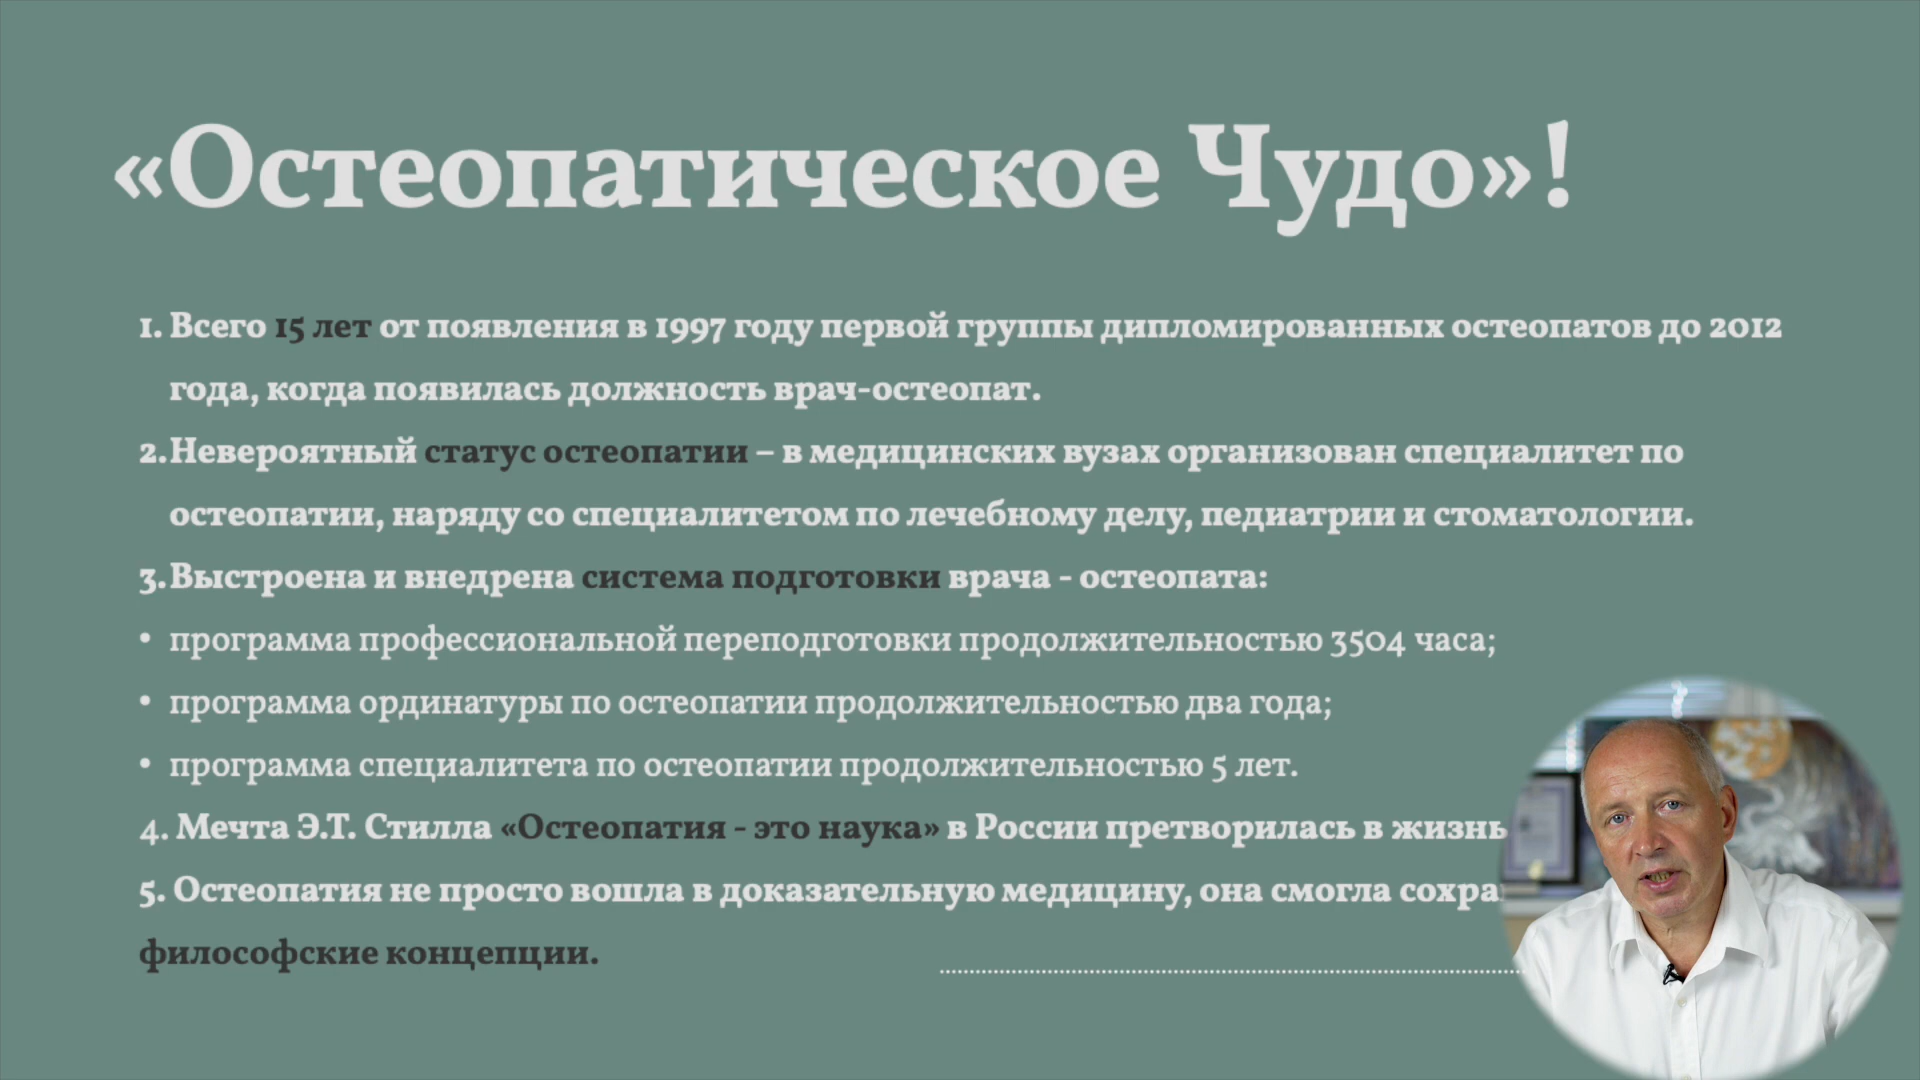 «Остеопатическое Чудо»!
1. Всего 15 лет от появления в 1997 году первой группы дипломированных остеопатов до 2012
года, когда появилась должность врач-остеопат.
2. Невероятный статус остеопатии – в медицинских вузах организован специалитет по
остеопатии, наряду со специалитетом по лечебному делу, педиатрии и стоматологии.
3. Выстроена и внедрена система подготовки врача - остеопата:
• программа профессиональной переподготовки продолжительностью 3504 часа;
• программа ординатуры по остеопатии продолжительностью два года;
• программа специалитета по остеопатии продолжительностью 5 лет.
4. Мечта Э.Т. Стилла «Остеопатия - это наука» в России претворилась в жизнь
5. Остеопатия не просто вошла в доказательную медицину, она смогла
философские концепции.